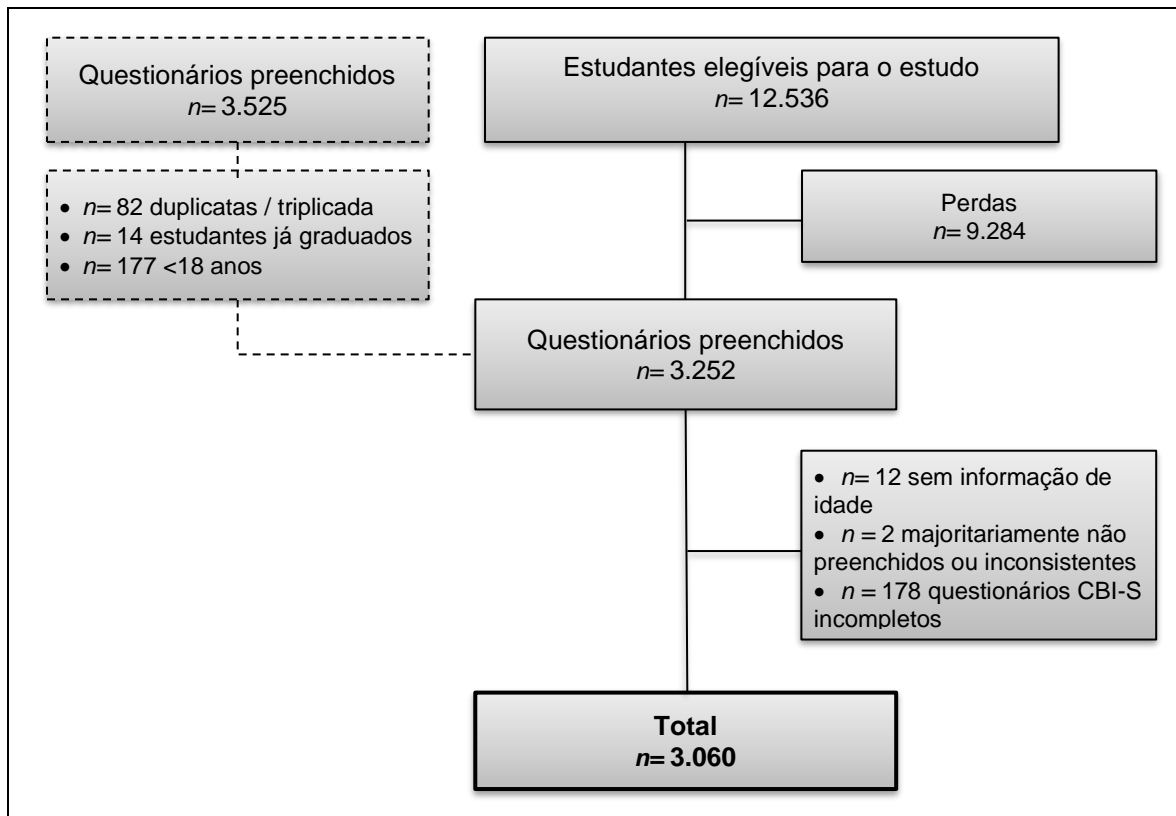 Questionários preenchidos
n= 3.525
Estudantes elegíveis para o estudo
n= 12.536
• n= 82 duplicatas / triplicada
• n= 14 estudantes já graduados
• n= 177 <18 anos
Perdas
n= 9.284
Questionários preenchidos
n= 3.252
• n= 12 sem informação de
idade
• n = 2 majoritariamente não
preenchidos ou inconsistentes
• n = 178 questionários CBI-S
incompletos
Total
n= 3.060